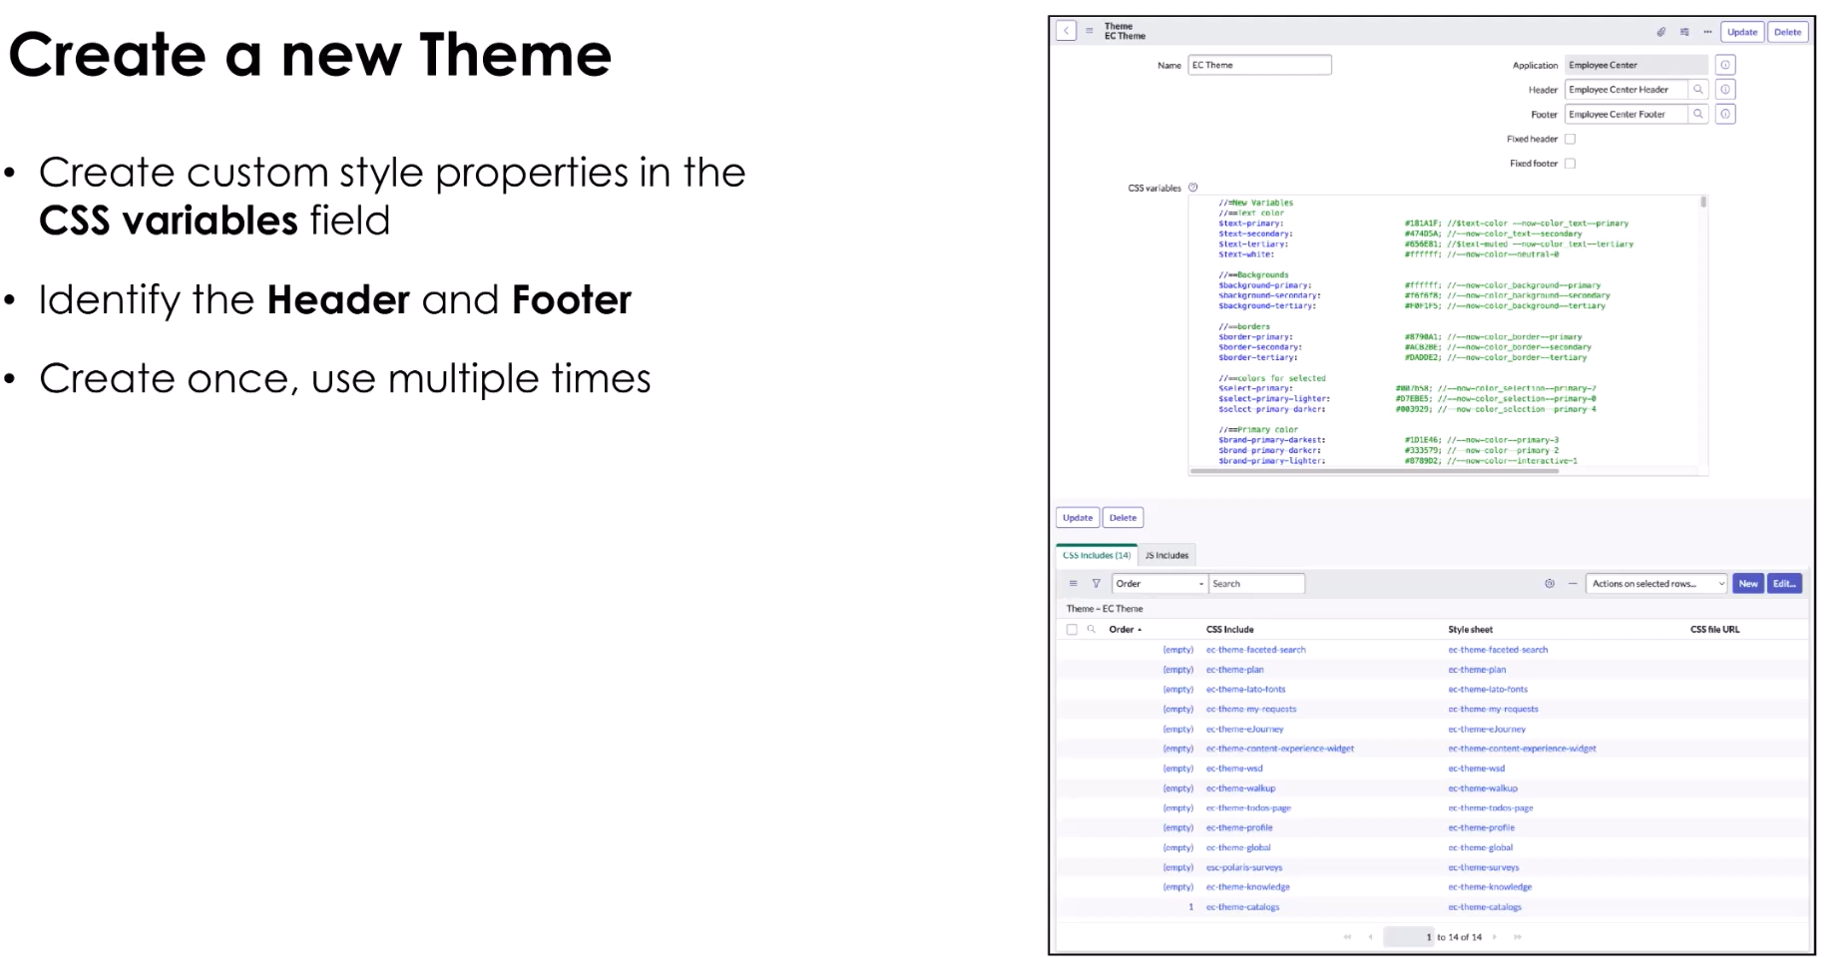 Create a new Theme
• Create custom style properties in the
CSS variables field
• Identify the Header and Footer
• Create once, use multiple times
Theme
EC Theme
Update Delete
Name EC Theme
Application Employee Center
Header Employee Center Header
Footer Employee Center Footer
Fixed header
Fixed footer
CSS variables
//=New Variables
//==Text color
$text-primary: #181A1F; //$text-color --now-color_text--primary
$text-secondary: #474D5A; //--now-color_text--secondary
$text-tertiary: #656E81; //$text-muted --now-color_text--tertiary
$text-white: #ffffff; //--now-color--neutral-0
//==Backgrounds
$background-primary: #ffffff; //--now-color_background--primary
$background-secondary: #f6f6f8; //--now-color_background--secondary
$background-tertiary: #F0F1F5; //--now-color_background--tertiary
//==borders
$border-primary: #8790A1; //--now-color_border--primary
$border-secondary: #ACB2BE; //--now-color_border--secondary
$border-tertiary: #DADDE2; //--now-color_border--tertiary
//==colors for selected
$select-primary: //--now-color_selection--primary-2
$select-primary-lighter: #D7EBE5; //--now-color_selection--primary-0
$select-primary-darker: #003929; //--now-color_selection--primary-4
//==Primary color
$brand-primary-darkest: #1D1E46; //--now-color--primary-3
$brand-primary-darker: #333579; //--now-color--primary-2
$brand-primary-lighter: #8789D2; //--now-color--interactive-1
Update Delete
CSS Includes (14) JS Includes
Order Search Actions on selected rows... New Edit...
Theme = EC Theme
Order CSS Include Style sheet CSS file URL
(empty) ec-theme-faceted-search ec-theme-faceted-search
(empty) ec-theme-plan ec-theme-plan
(empty) ec-theme-lato-fonts ec-theme-lato-fonts
(empty) ec-theme-my-requests ec-theme-my-requests
(empty) ec-theme-eJourney ec-theme-eJourney
(empty) ec-theme-content-experience-widget ec-theme-content-experience-widget
(empty) ec-theme-wsd ec-theme-wsd
(empty) ec-theme-walkup ec-theme-walkup
(empty) ec-theme-todos-page ec-theme-todos-page
(empty) ec-theme-profile ec-theme-profile
(empty) ec-theme-global ec-theme-global
(empty) esc-polaris-surveys ec-theme-surveys
(empty) ec-theme-knowledge ec-theme-knowledge
1 ec-theme-catalogs ec-theme-catalogs
1 to 14 of 14